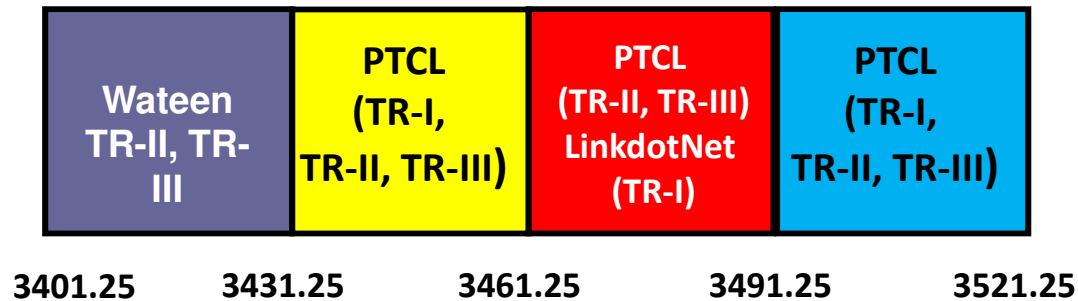 Wateen
TR-II, TR-
III
PTCL
(TR-I,
TR-II, TR-III)
PTCL
(TR-II, TR-III)
LinkdotNet
(TR-I)
PTCL
(TR-I,
TR-II, TR-III)
3401.25 3431.25 3461.25 3491.25 3521.25